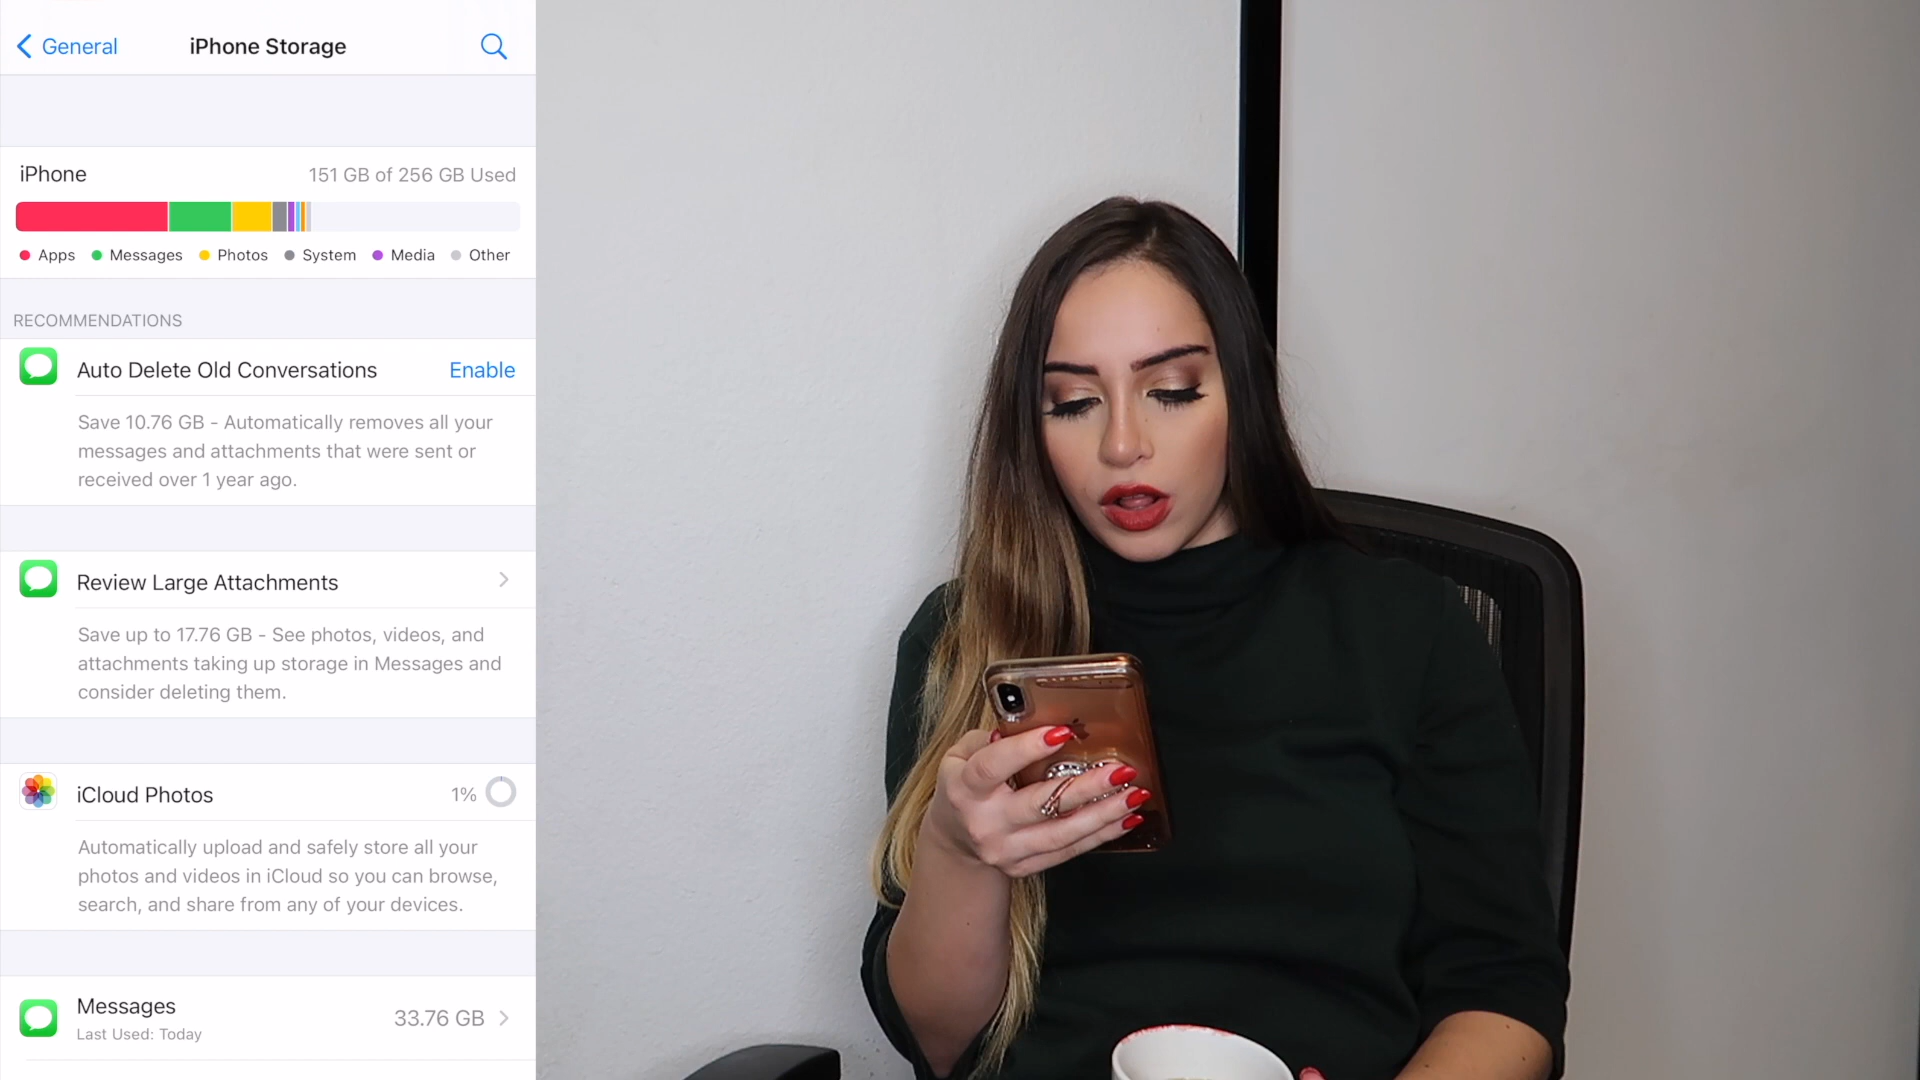 General
iPhone Storage
iPhone
151 GB of 256 GB Used
Apps
Messages
Photos
System
Media
Other
RECOMMENDATIONS
Auto Delete Old Conversations
Enable
Save 10.76 GB - Automatically removes all your
messages and attachments that were sent or
received over 1 year ago.
Review Large Attachments
Save up to 17.76 GB - See photos, videos, and
attachments taking up storage in Messages and
consider deleting them.
iCloud Photos
1%
Automatically upload and safely store all your
photos and videos in iCloud so you can browse,
search, and share from any of your devices.
Messages
33.76 GB
Last Used: Today